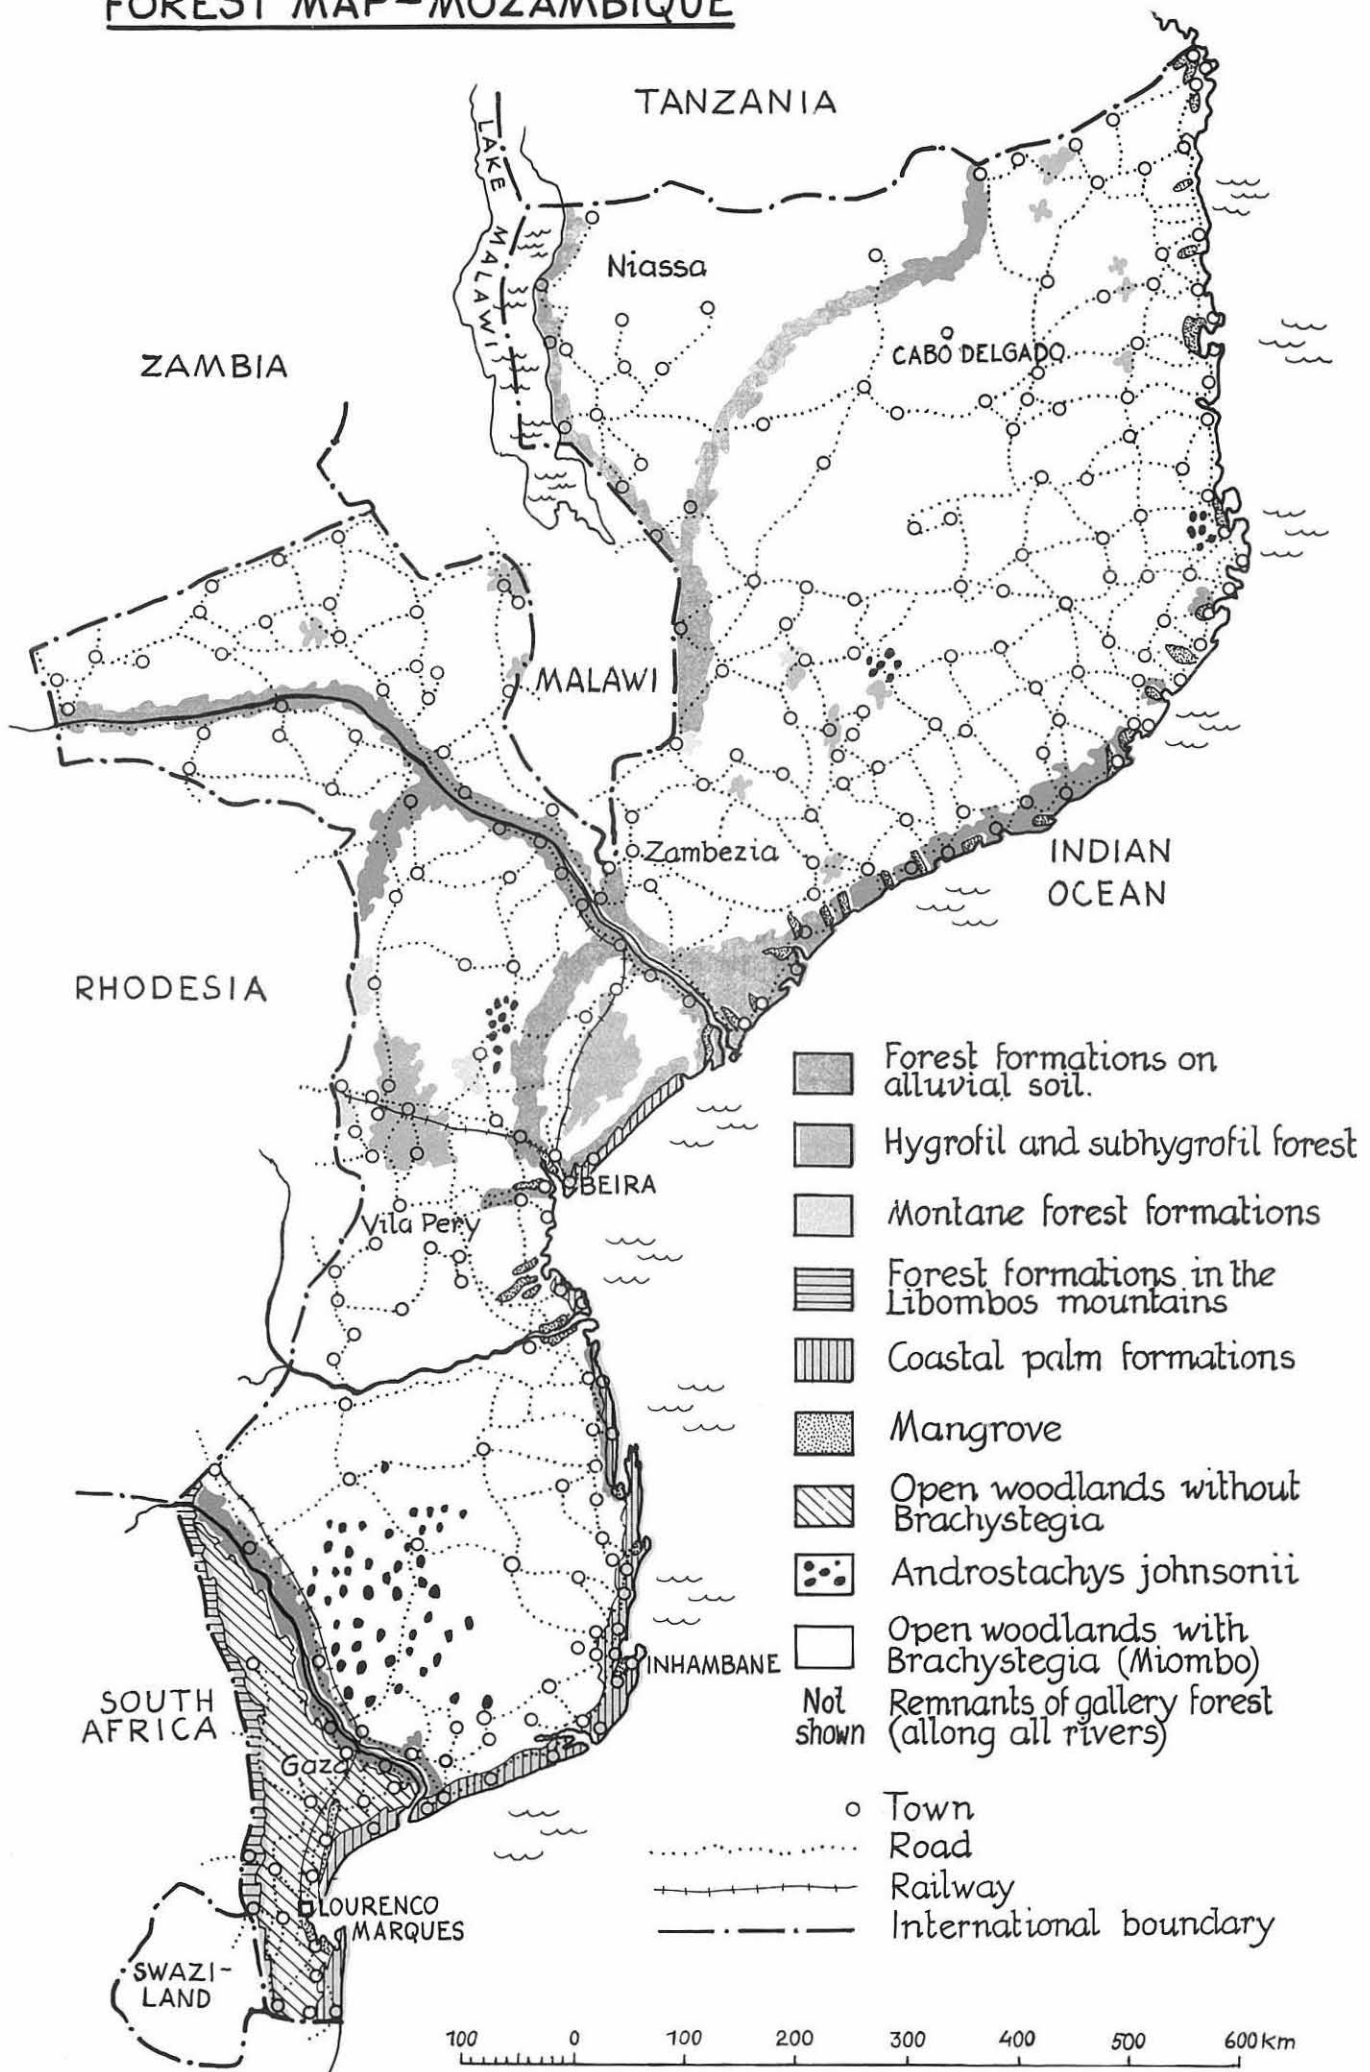 FOREST MAP-MOZAMBIQUE
TANZANIA
LAKE MALAWI
Niassa
CABO DELGADO
ZAMBIA
MALAWI
Zambezia
INDIAN
OCEAN
RHODESIA
Forest formations on
alluvial soil.
Hygrofil and subhygrofil forest
BEIRA
Montane forest formations
Vila Pery
Forest formations in the
Libombos mountains
Coastal palm formations
Mangrove
Open woodlands without
Brachystegia
Androstachys johnsonii
Open woodlands with
Brachystegia (Miombo)
INHAMBANE
Not
shown
Remnants of gallery forest
(allong all rivers)
SOUTH
AFRICA
Gaza
Town
Road
Railway
International boundary
LOURENCO
MARQUES
SWAZI-
LAND
100 0 100 200 300 400 500 600 Km